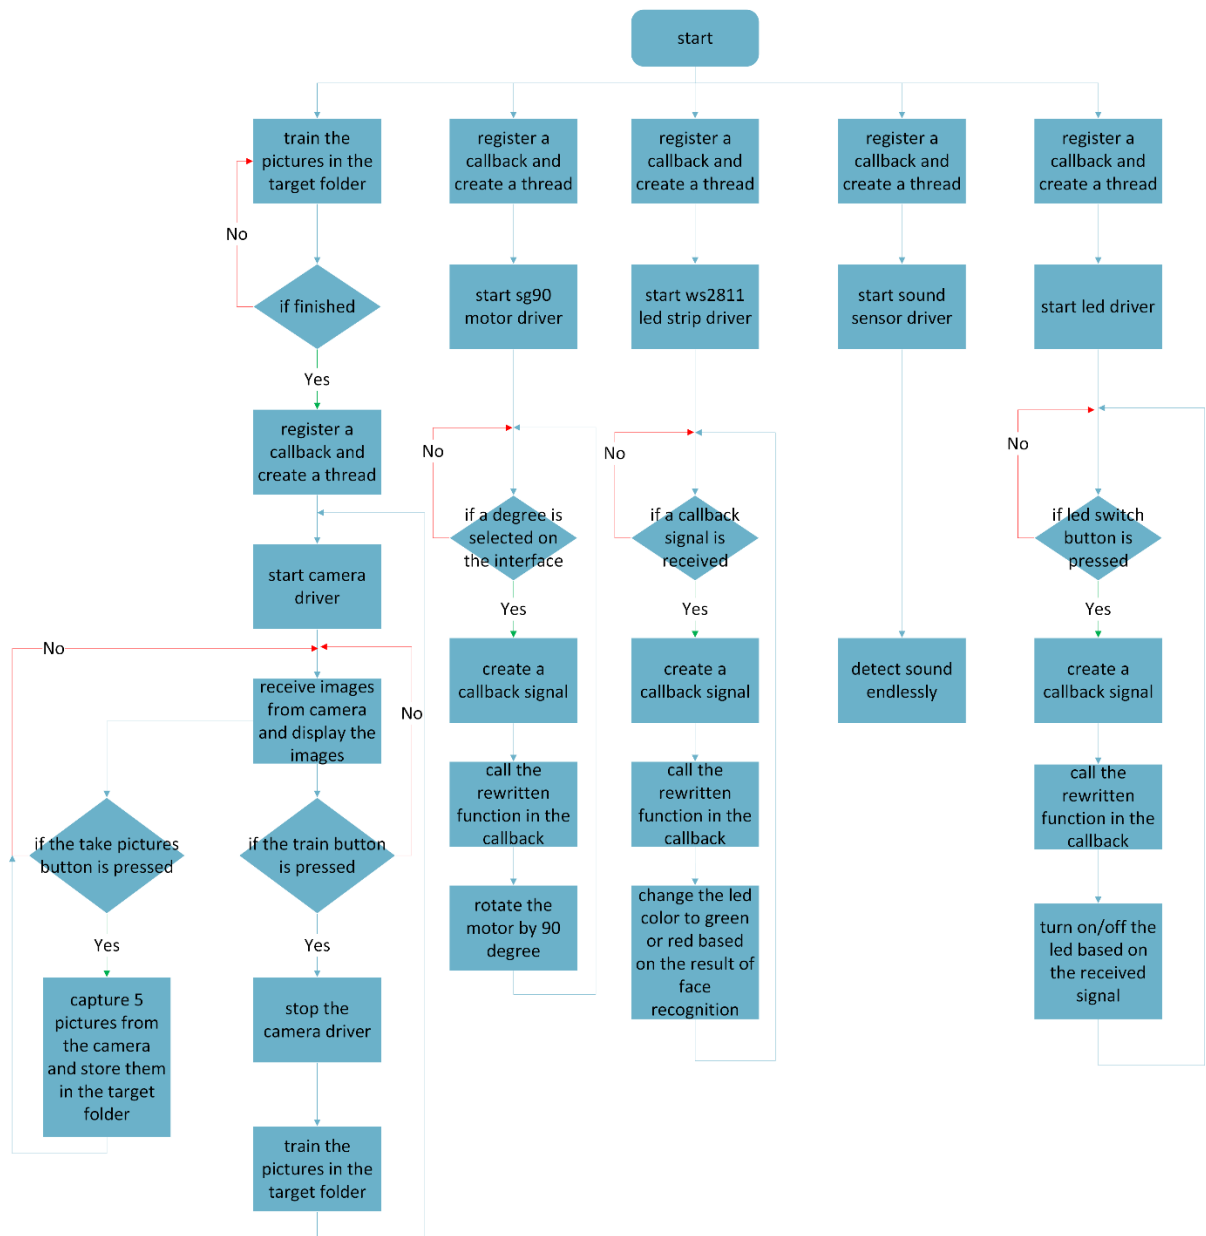 start
train the
pictures in the
target folder
register a
callback and
create a thread
register a
callback and
create a thread
register a
callback and
create a thread
register a
callback and
create a thread
No
if finished
start sg90
motor driver
start ws2811
led strip driver
start sound
sensor driver
start led driver
Yes
register a
callback and
create a thread
No
No
No
if a degree is
selected on
the interface
if a callback
signal is
received
if led switch
button is
pressed
start camera
driver
Yes
Yes
Yes
No
create a
callback signal
create a
callback signal
detect sound
endlessly
create a
callback signal
receive images
from camera
and display the
images
No
call the
rewritten
function in the
callback
call the
rewritten
function in the
callback
call the
rewritten
function in the
callback
if the take pictures
button is pressed
if the train button
is pressed
rotate the
motor by 90
degree
change the led
color to green
or red based
on the result of
face
recognition
turn on/off the
led based on
the received
signal
Yes
Yes
capture 5
pictures from
the camera
and store them
in the target
folder
stop the
camera driver
train the
pictures in the
target folder